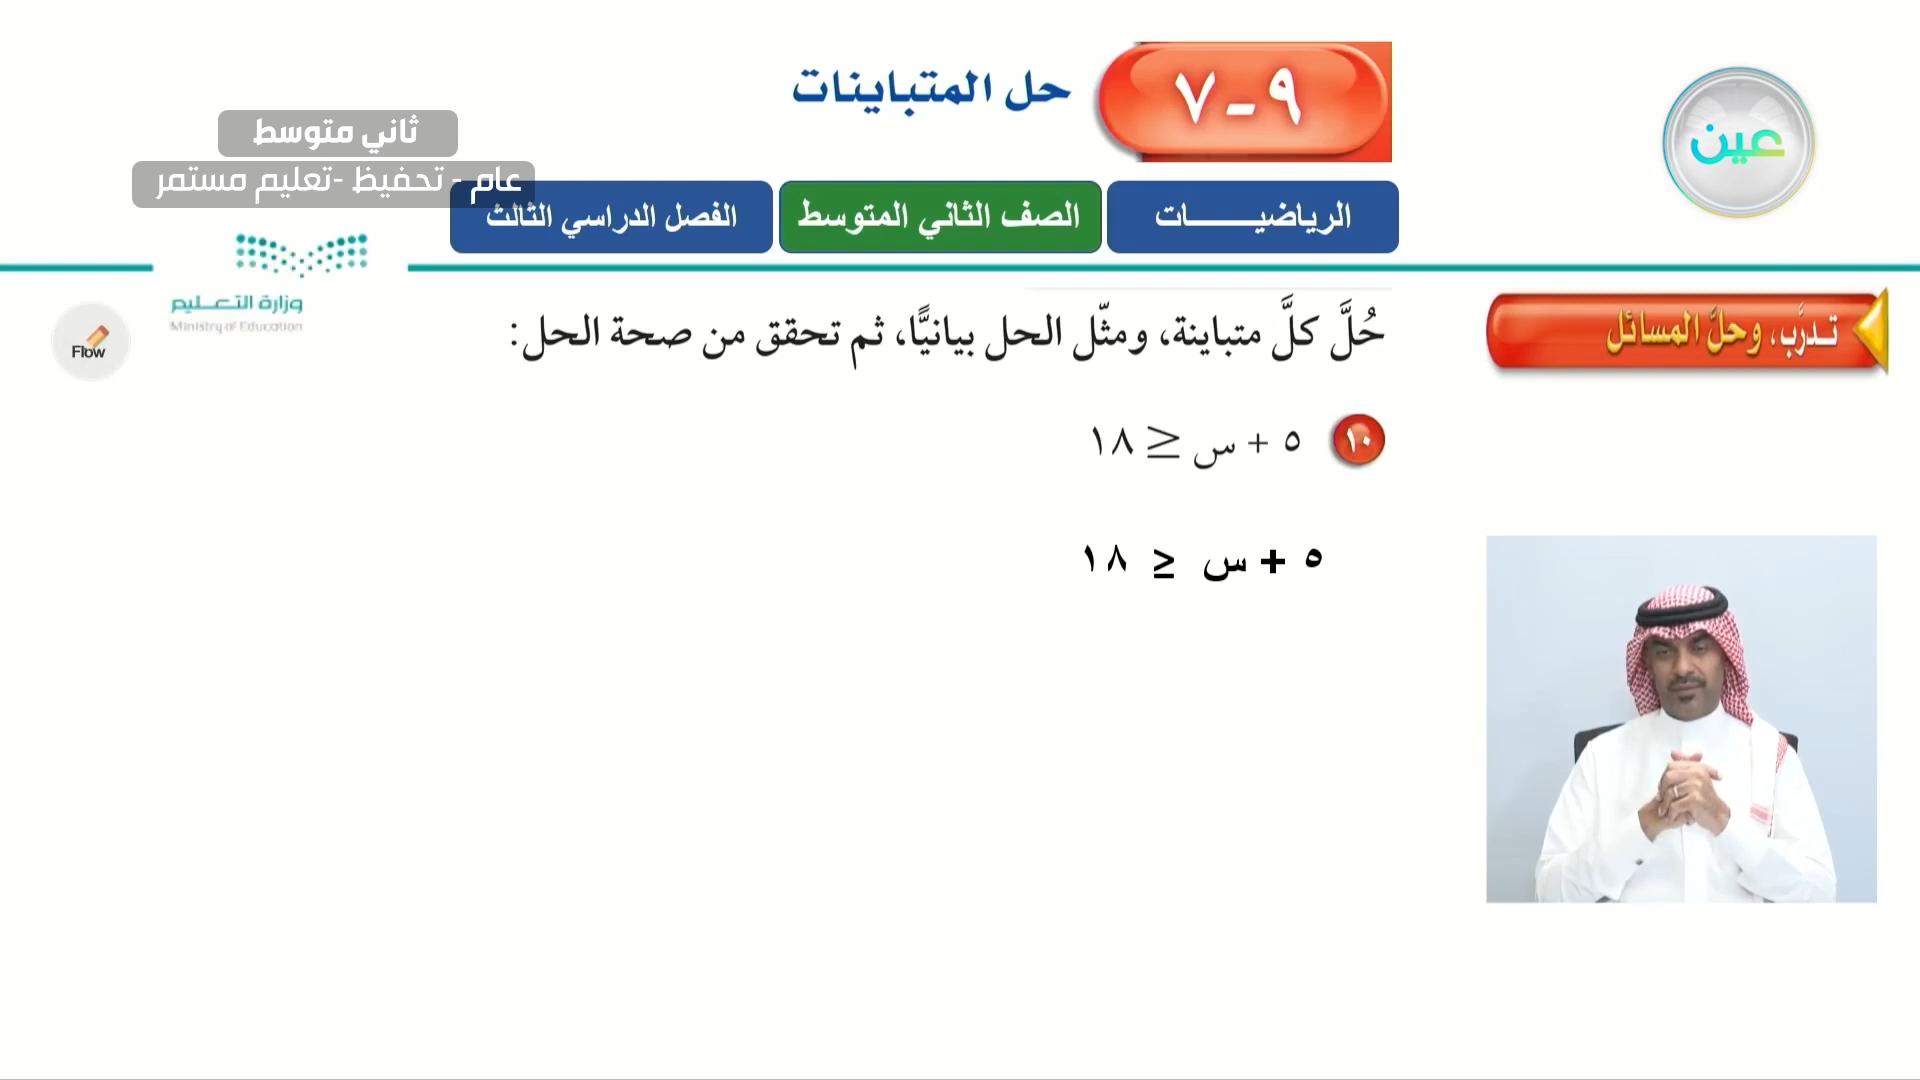 ٩-٧
حل المتباينات
عين
ثاني متوسط
عام - تحفيظ -تعليم مستمر
الرياضيـــــــات
الصف الثاني المتوسط
الفصل الدراسي الثالث
وزارة التعـــليم
Ministry of Education
Flow
تـدرَّب، وحلَّ المسائل
حُلَّ كلَّ متباينة، ومثّل الحل بيانيًّا، ثم تحقق من صحة الحل:
١٠ ٥ + س ≤ ١٨
٥ + س ≤ ١٨